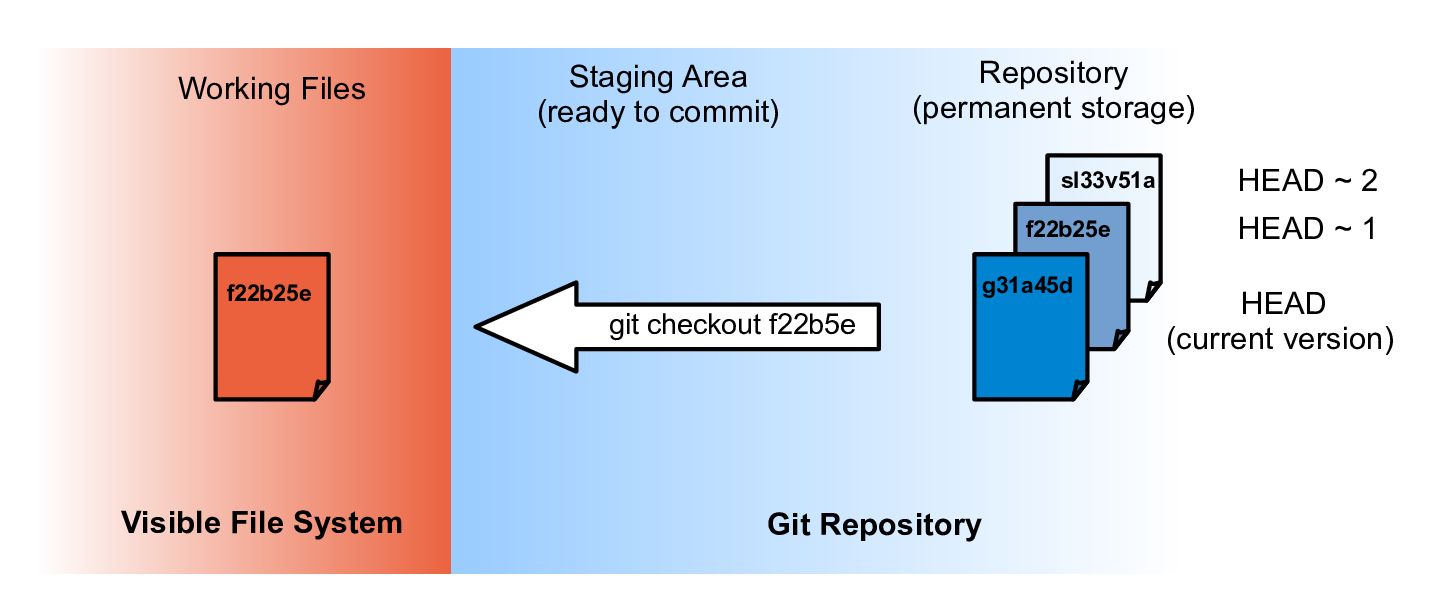 Working Files
Staging Area
(ready to commit)
Repository
(permanent storage)
sl33v51a
HEAD ~ 2
f22b25e
HEAD ~ 1
g31a45d
HEAD
(current version)
f22b25e
git checkout f22b5e
Visible File System
Git Repository